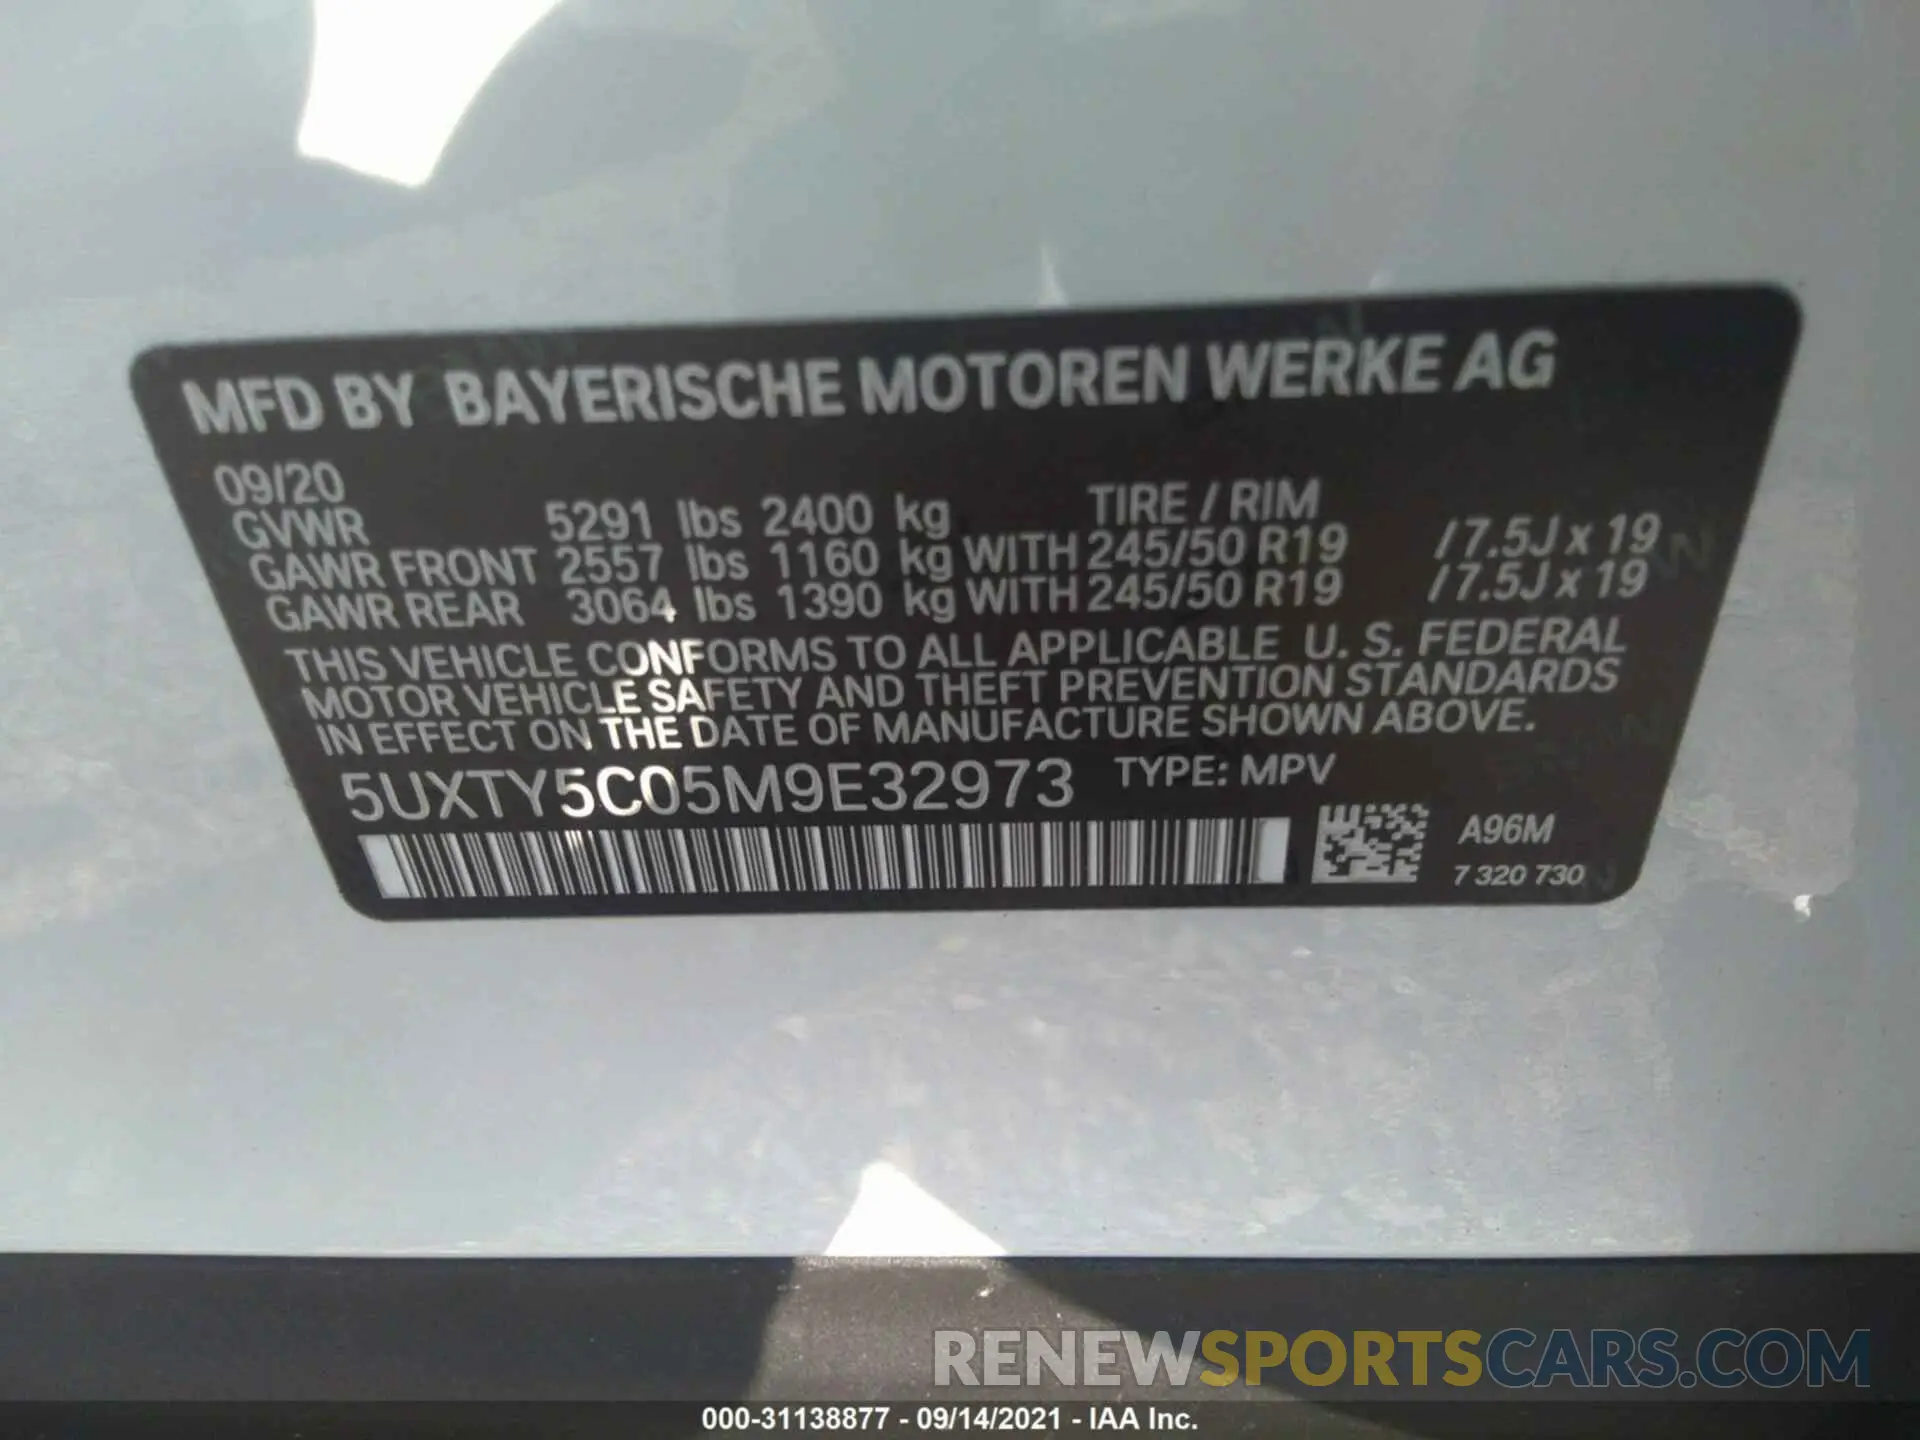 MFD BY BAYERISCHE MOTOREN WERKE AG
09/20
GVWR 5291 lbs 2400 kg TIRE / RIM
GAWR FRONT 2557 lbs 1160 kg WITH 245/50 R19 / 7.5J x 19
GAWR REAR 3064 lbs 1390 kg WITH 245/50 R19 / 7.5J x 19
THIS VEHICLE CONFORMS TO ALL APPLICABLE U. S. FEDERAL
MOTOR VEHICLE SAFETY AND THEFT PREVENTION STANDARDS
IN EFFECT ON THE DATE OF MANUFACTURE SHOWN ABOVE.
5UXTY5C05M9E32973 TYPE: MPV
A96M
7 320 730
RENEWSPORTSCARS.COM
000-31138877 - 09/14/2021 - IAA Inc.